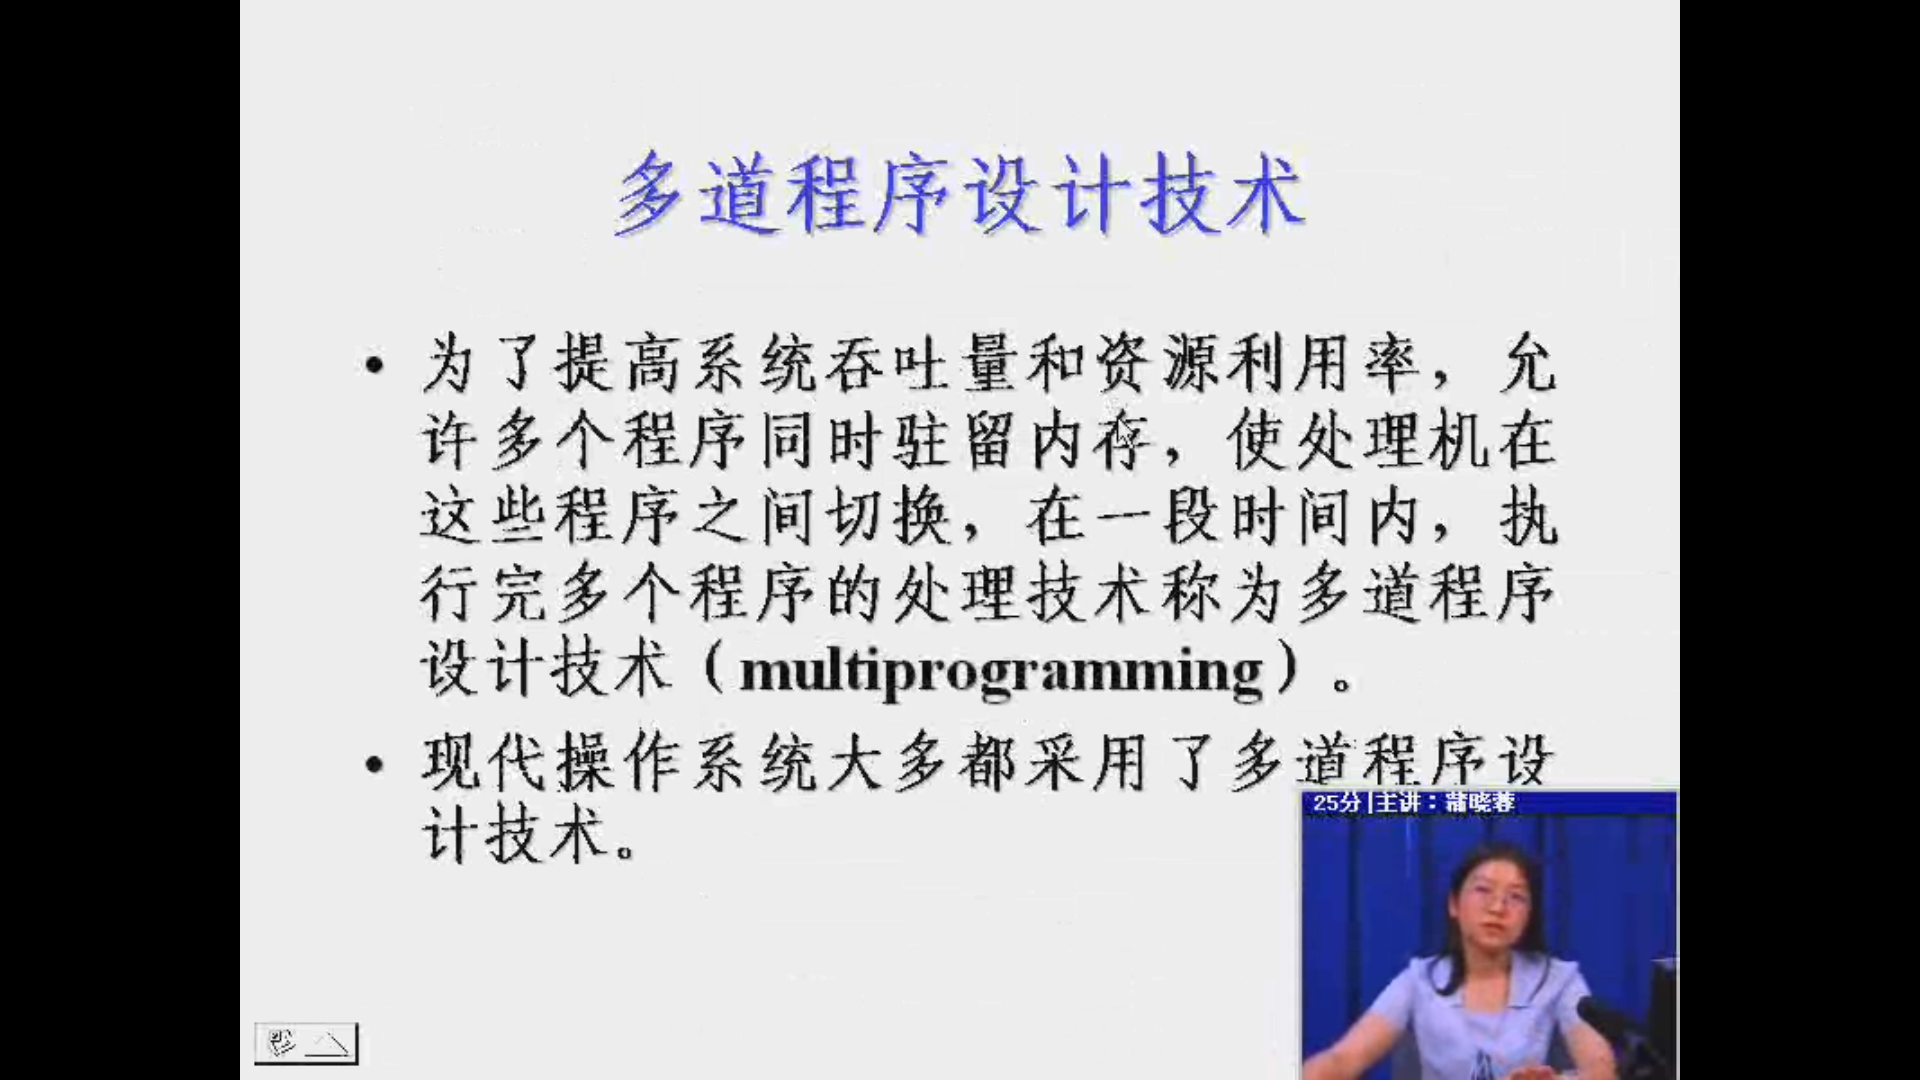 多道程序设计技术
• 为了提高系统吞吐量和资源利用率，允
许多个程序同时驻留内存，使处理机在
这些程序之间切换，在一段时间内，执
行完多个程序的处理技术称为多道程序
设计技术（multiprogramming）。
• 现代操作系统大多都采用了多道程序设
计技术。
25分|主讲：蒲晓蓉